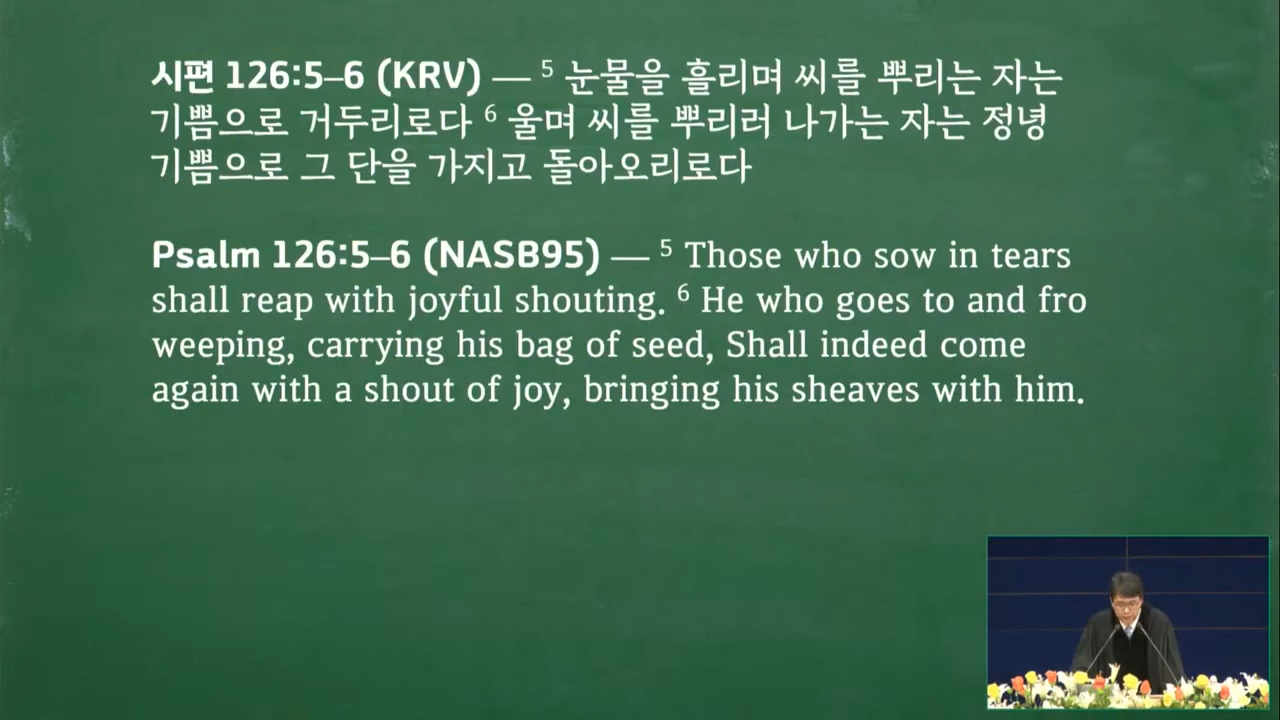 시편 126:5–6 (KRV) — ⁵ 눈물을 흘리며 씨를 뿌리는 자는
기쁨으로 거두리로다 ⁶ 울며 씨를 뿌리러 나가는 자는 정녕
기쁨으로 그 단을 가지고 돌아오리로다
Psalm 126:5–6 (NASB95) — ⁵ Those who sow in tears
shall reap with joyful shouting. ⁶ He who goes to and fro
weeping, carrying his bag of seed, Shall indeed come
again with a shout of joy, bringing his sheaves with him.